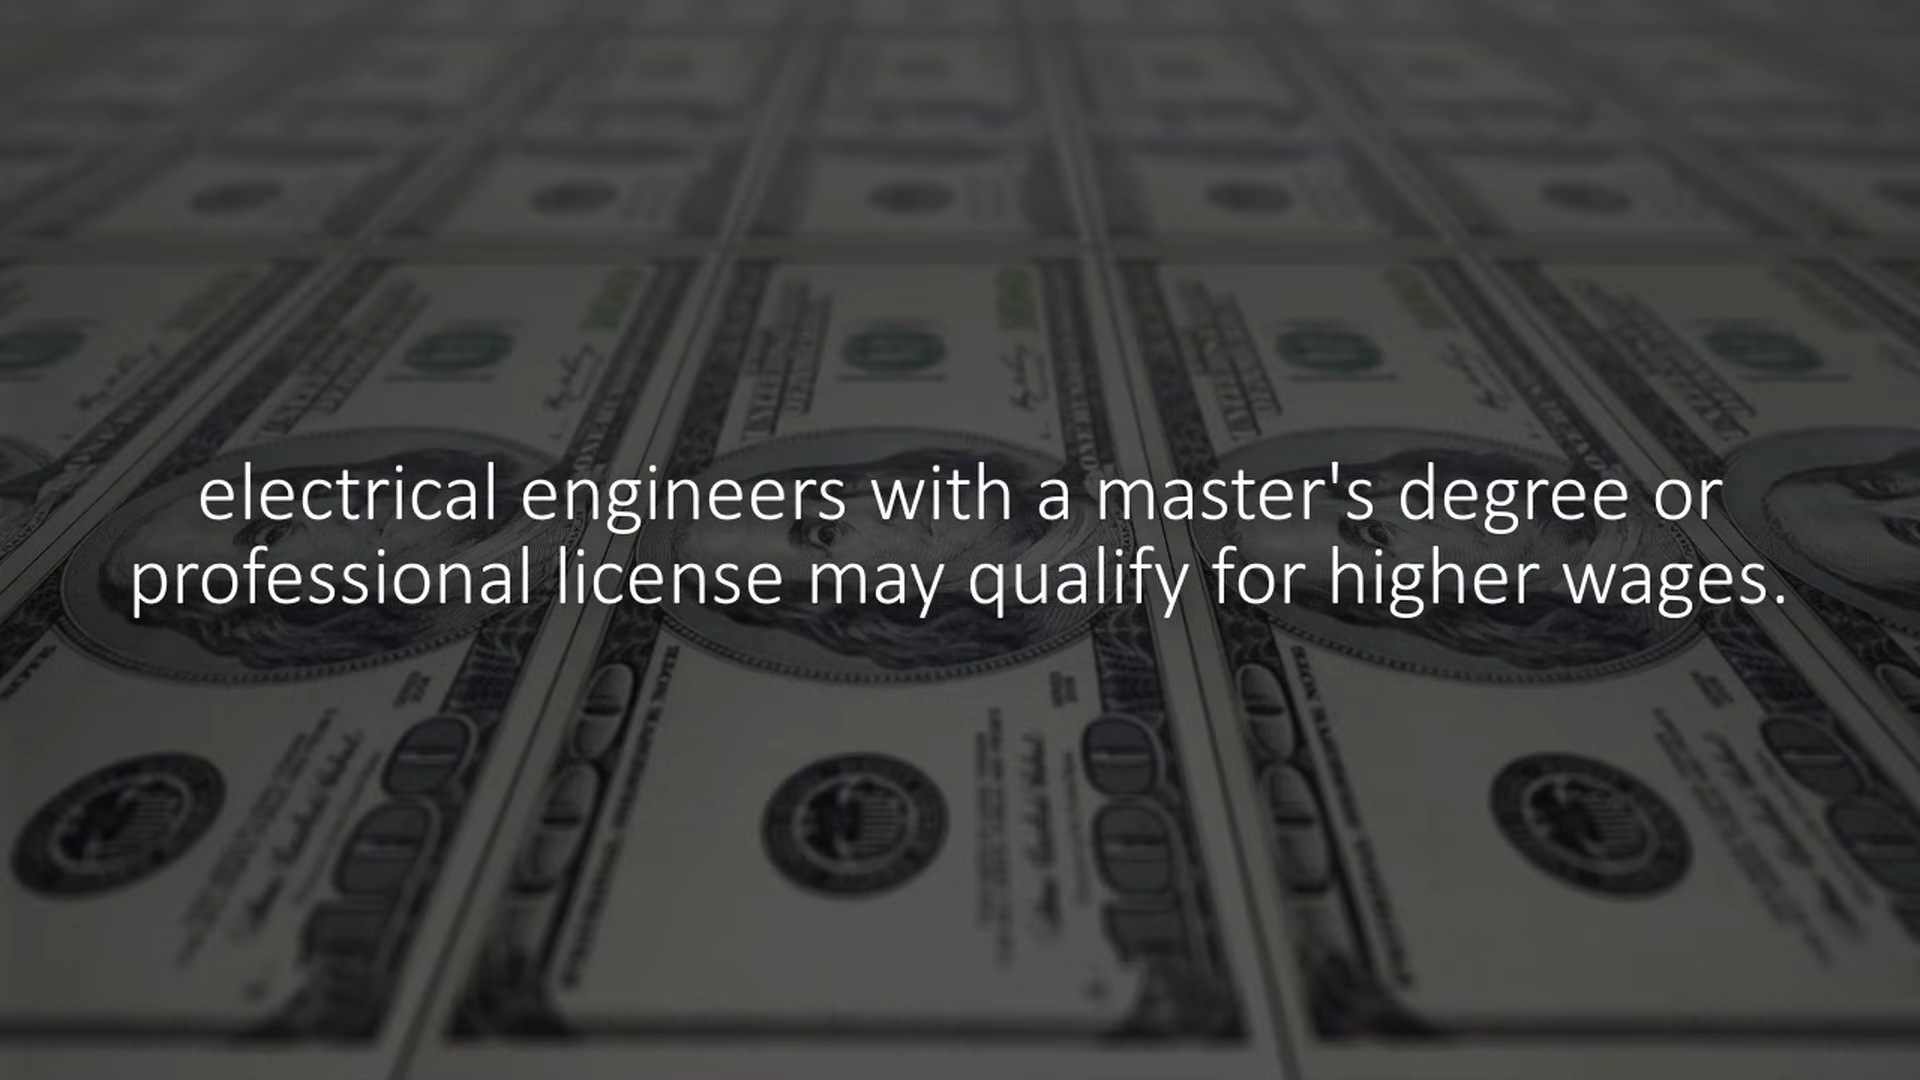 electrical engineers with a master's degree or
professional license may qualify for higher wages.